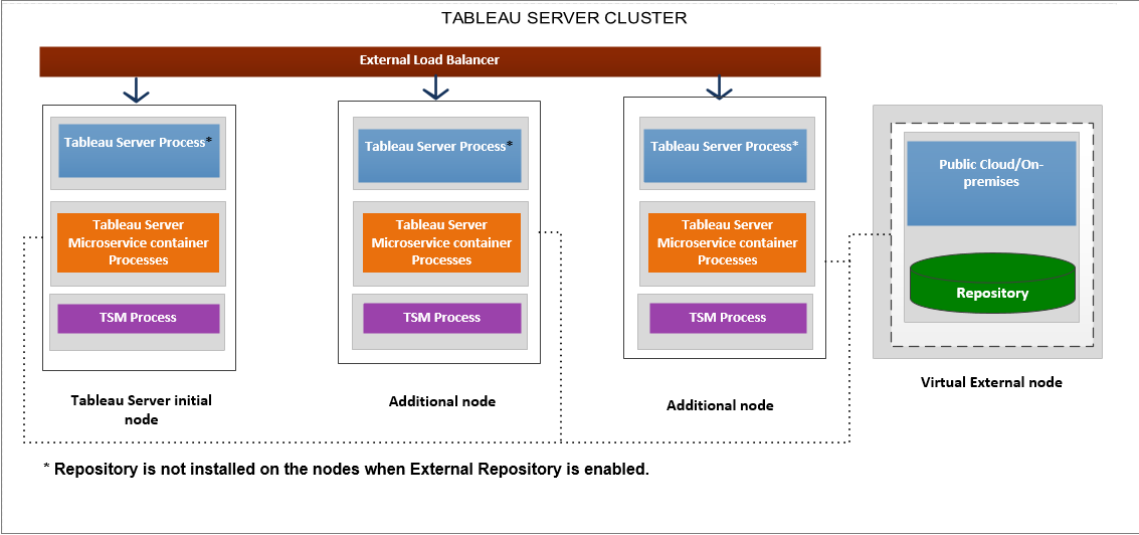 TABLEAU SERVER CLUSTER
External Load Balancer
Tableau Server Process*
Tableau Server
Microservice container
Processes
TSM Process
Tableau Server initial
node
Tableau Server Process*
Tableau Server
Microservice container
Processes
TSM Process
Additional node
Tableau Server Process*
Tableau Server
Microservice container
Processes
TSM Process
Additional node
Public Cloud/On-
premises
Repository
Virtual External node
* Repository is not installed on the nodes when External Repository is enabled.